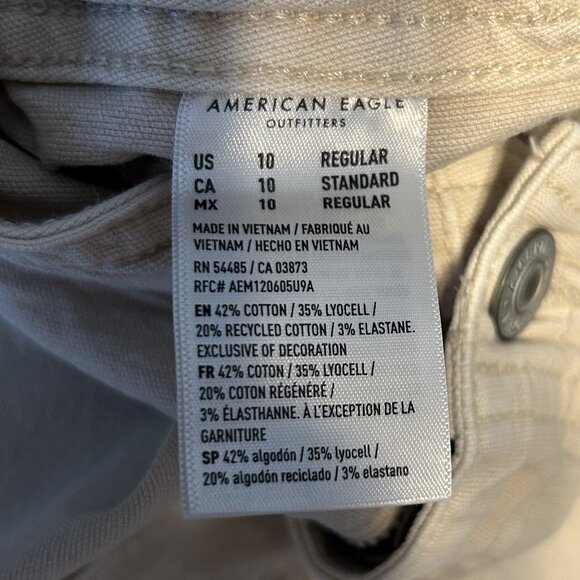 AMERICAN EAGLE
OUTFITTERS
US 10 REGULAR
CA 10 STANDARD
MX 10 REGULAR
MADE IN VIETNAM / FABRIQUÉ AU
VIETNAM / HECHO EN VIETNAM
RN 54485 / CA 03873
RFC# AEM120605U9A
EN 42% COTTON / 35% LYOCELL /
20% RECYCLED COTTON / 3% ELASTANE.
EXCLUSIVE OF DECORATION
FR 42% COTON / 35% LYOCELL /
20% COTON RÉGÉNÉRÉ /
3% ÉLASTHANNE. À L'EXCEPTION DE LA
GARNITURE
SP 42% algodón / 35% lyocell /
20% algodón reciclado / 3% elastano